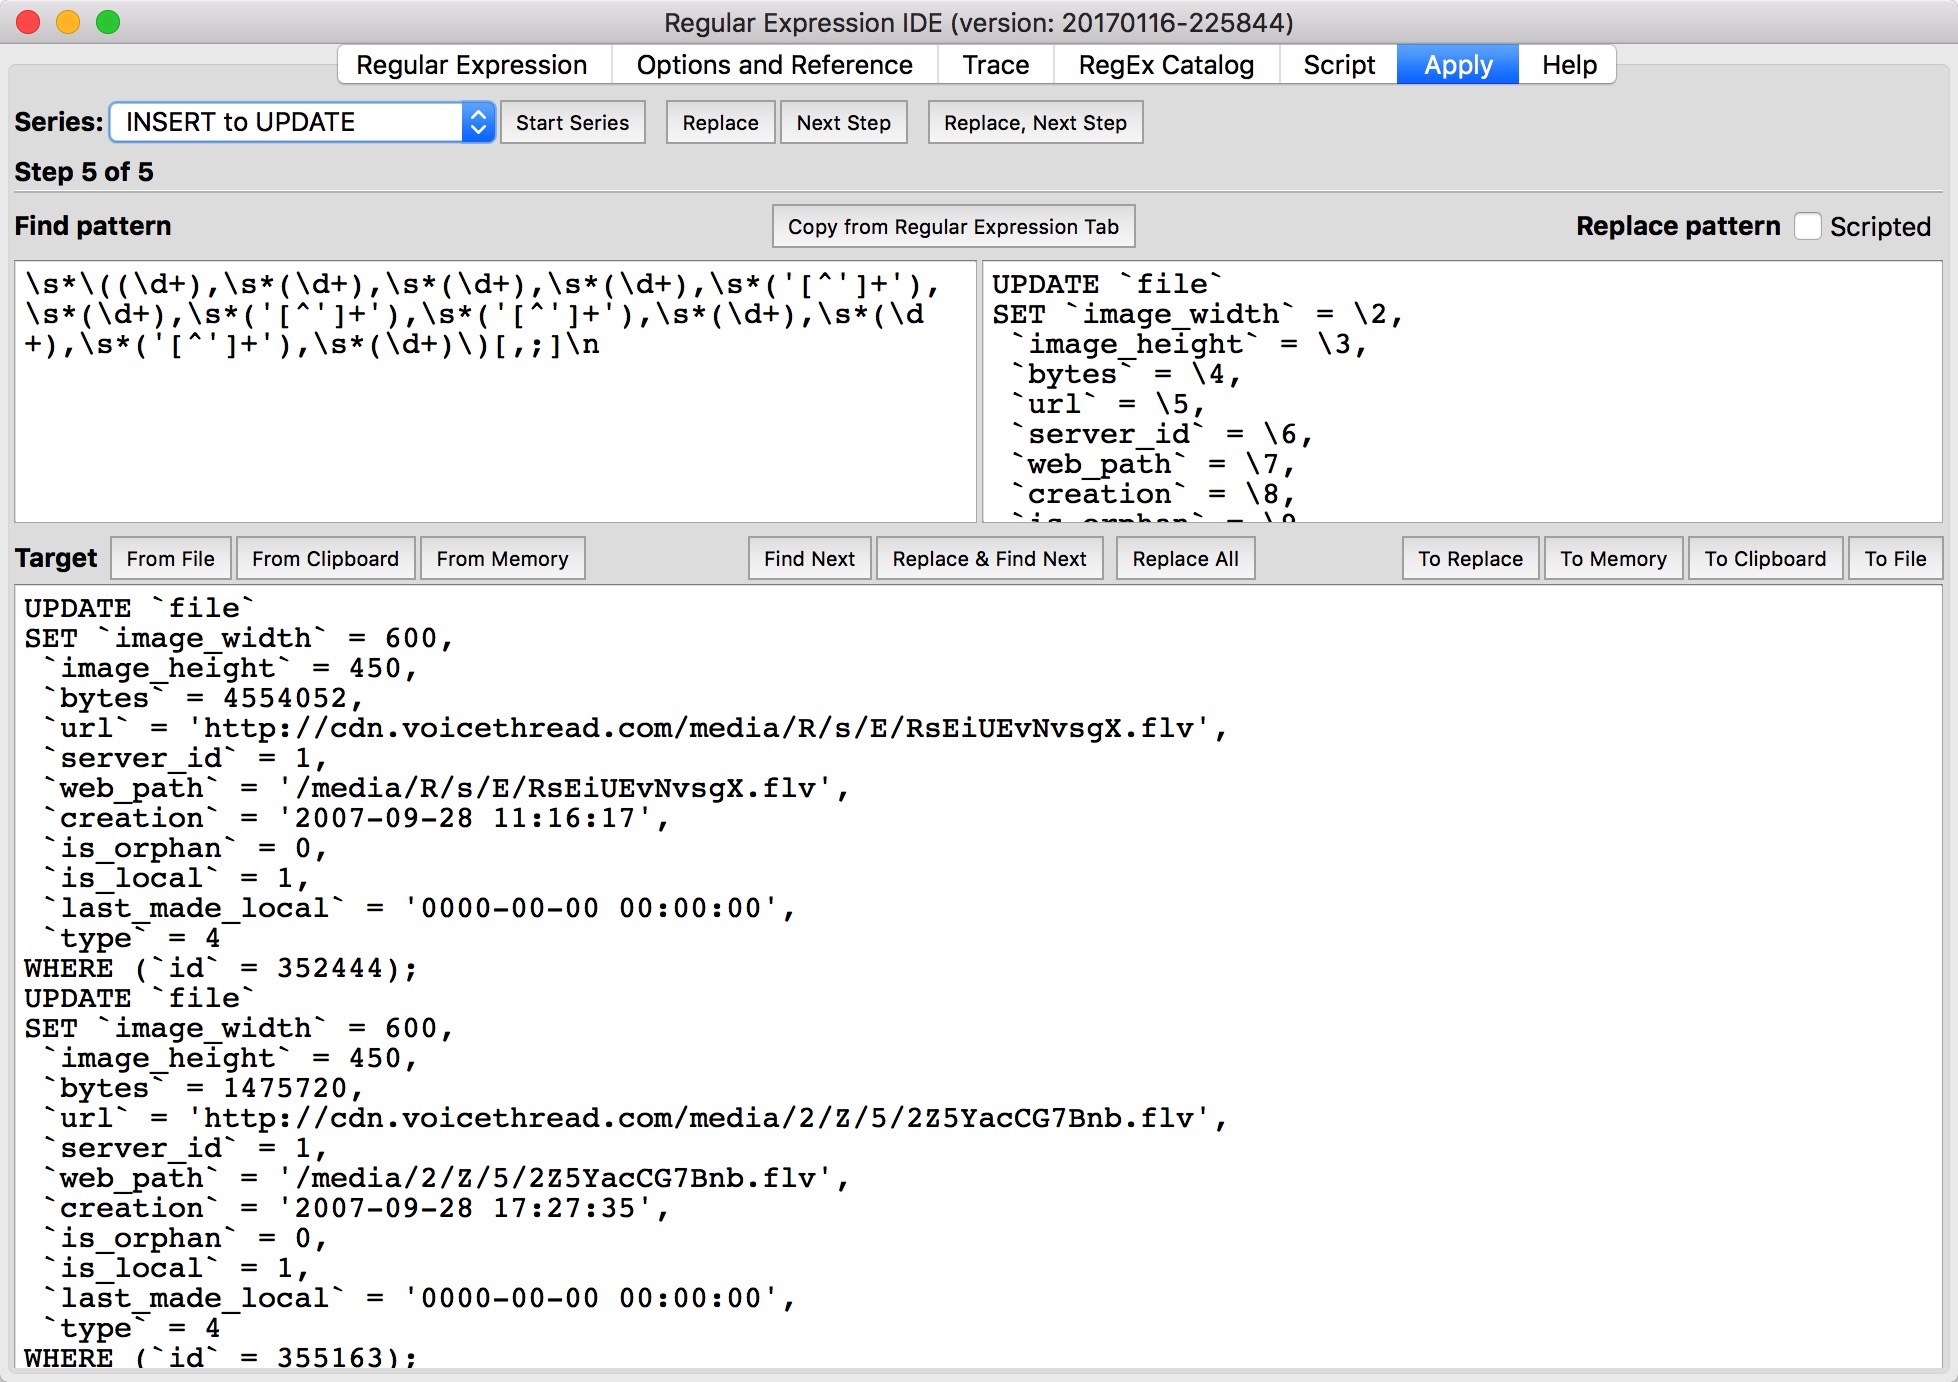 Regular Expression IDE (version: 20170116-225844)
Regular Expression Options and Reference Trace RegEx Catalog Script Apply Help
Series: INSERT to UPDATE Start Series Replace Next Step Replace, Next Step
Step 5 of 5
Find pattern Copy from Regular Expression Tab Replace pattern Scripted
\s*\((\d+),\s*(\d+),\s*(\d+),\s*(\d+),\s*('[^']+'),
\s*(\d+),\s*('[^']+'),\s*('[^']+'),\s*(\d+),\s*(\d
+),\s*('[^']+'),\s*(\d+)\)[,;]\n
UPDATE `file`
SET `image_width` = \2,
 `image_height` = \3,
 `bytes` = \4,
 `url` = \5,
 `server_id` = \6,
 `web_path` = \7,
 `creation` = \8,
 `is_orphan` = \9
Target From File From Clipboard From Memory Find Next Replace & Find Next Replace All To Replace To Memory To Clipboard To File
UPDATE `file`
SET `image_width` = 600,
 `image_height` = 450,
 `bytes` = 4554052,
 `url` = 'http://cdn.voicethread.com/media/R/s/E/RsEiUEvNvsgX.flv',
 `server_id` = 1,
 `web_path` = '/media/R/s/E/RsEiUEvNvsgX.flv',
 `creation` = '2007-09-28 11:16:17',
 `is_orphan` = 0,
 `is_local` = 1,
 `last_made_local` = '0000-00-00 00:00:00',
 `type` = 4
WHERE (`id` = 352444);
UPDATE `file`
SET `image_width` = 600,
 `image_height` = 450,
 `bytes` = 1475720,
 `url` = 'http://cdn.voicethread.com/media/2/Z/5/2Z5YacCG7Bnb.flv',
 `server_id` = 1,
 `web_path` = '/media/2/Z/5/2Z5YacCG7Bnb.flv',
 `creation` = '2007-09-28 17:27:35',
 `is_orphan` = 0,
 `is_local` = 1,
 `last_made_local` = '0000-00-00 00:00:00',
 `type` = 4
WHERE (`id` = 355163);